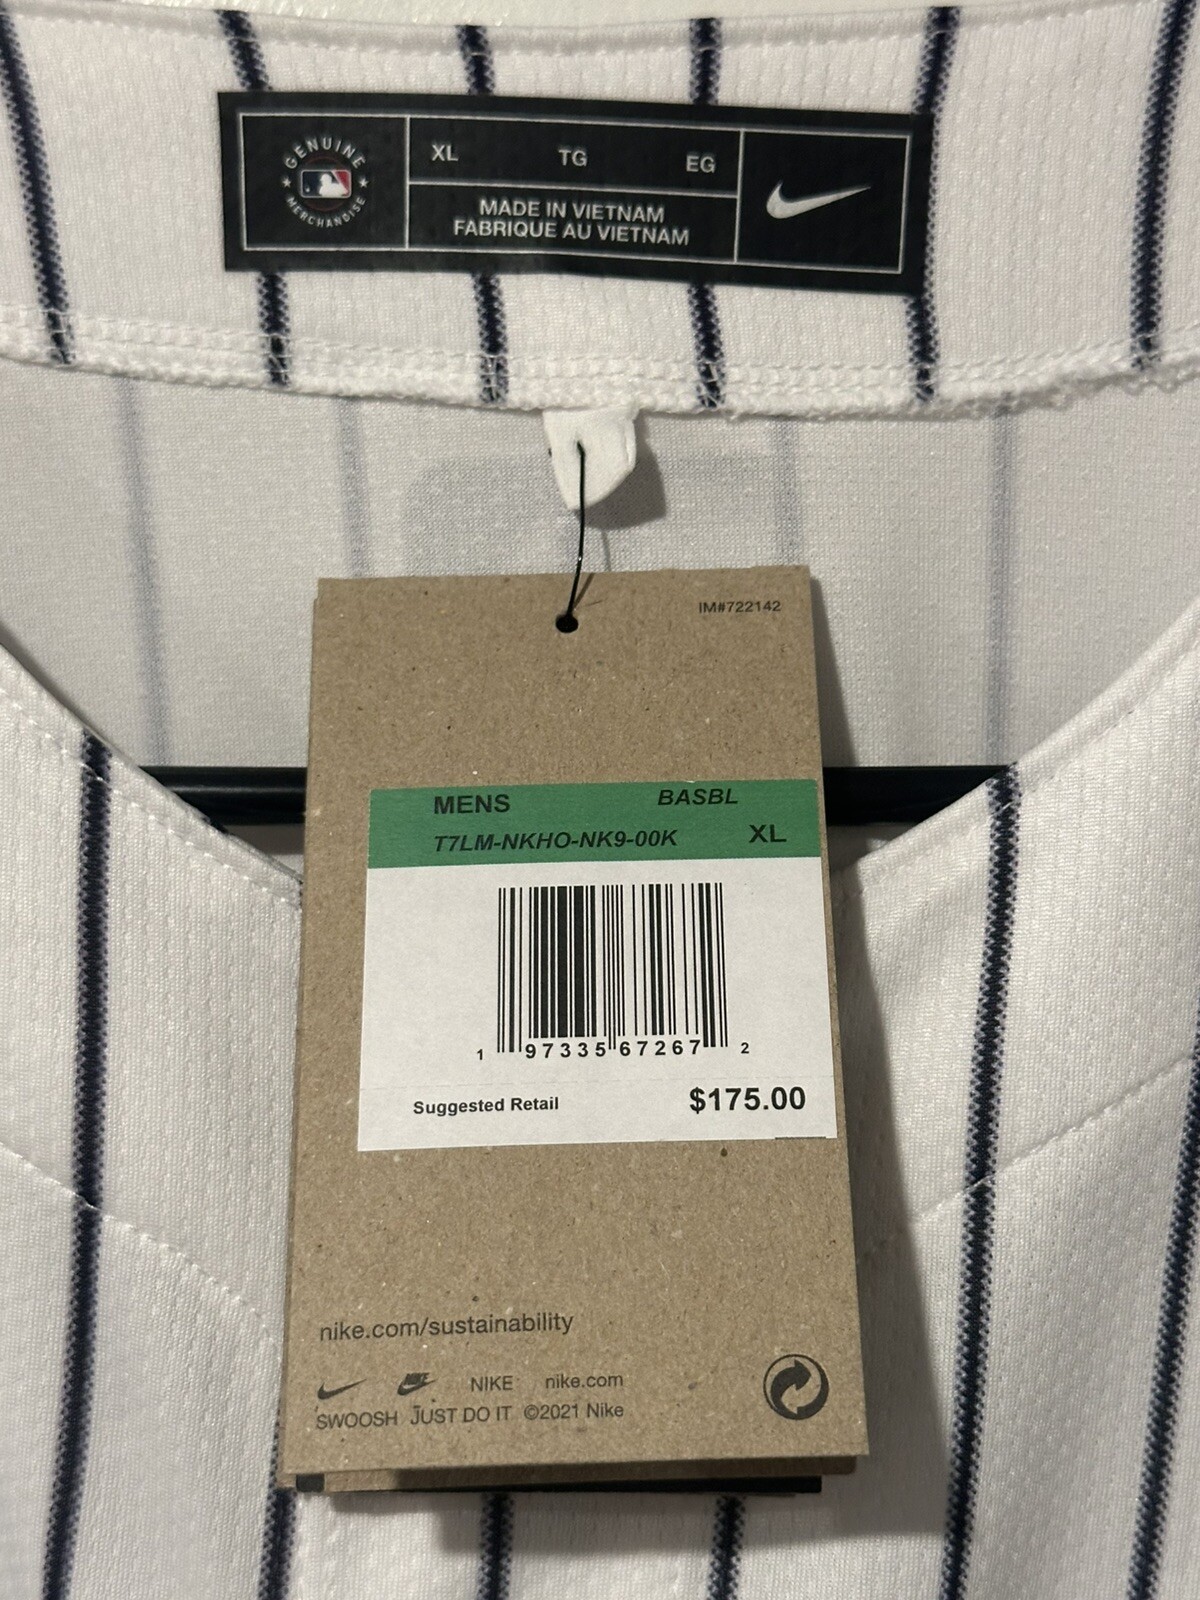 GENUINE
MERCHANDISE
XL TG EG
MADE IN VIETNAM
FABRIQUE AU VIETNAM
IM#722142
MENS BASBL
T7LM-NKHO-NK9-00K XL
1 97335 67267 2
Suggested Retail $175.00
nike.com/sustainability
NIKE NIKE nike.com
SWOOSH JUST DO IT ©2021 Nike